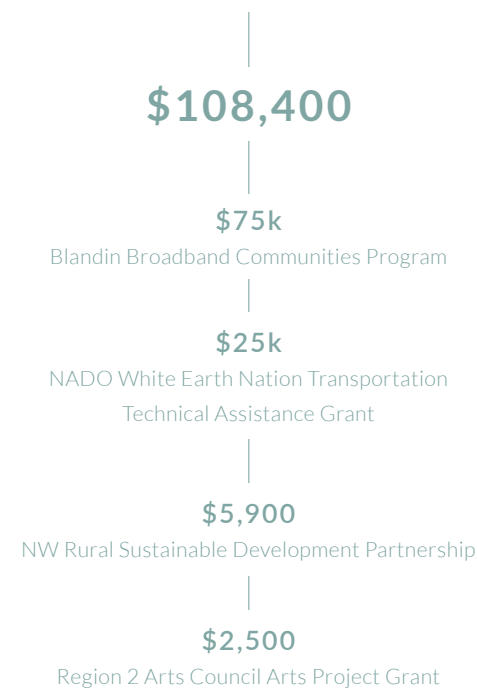 $108,400
$75k
Blandin Broadband Communities Program
$25k
NADO White Earth Nation Transportation
Technical Assistance Grant
$5,900
NW Rural Sustainable Development Partnership
$2,500
Region 2 Arts Council Arts Project Grant